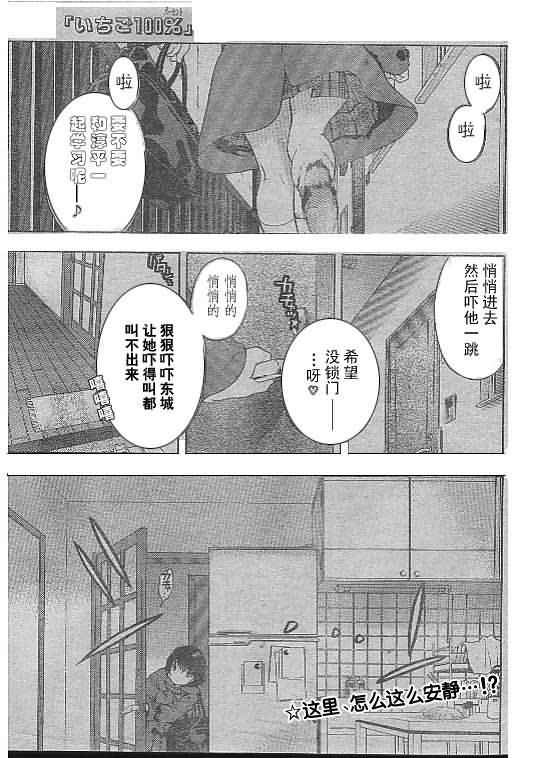 『いちご100%』
啦
啦
啦
要不要
和淳平一
起学习呢
♪
悄悄进去
然后吓他一跳
希望
没锁门
…呀♡
悄悄的
悄悄的
狠狠吓吓东城
让她吓得叫都
叫不出来
☆这里、怎么这么安静…!?